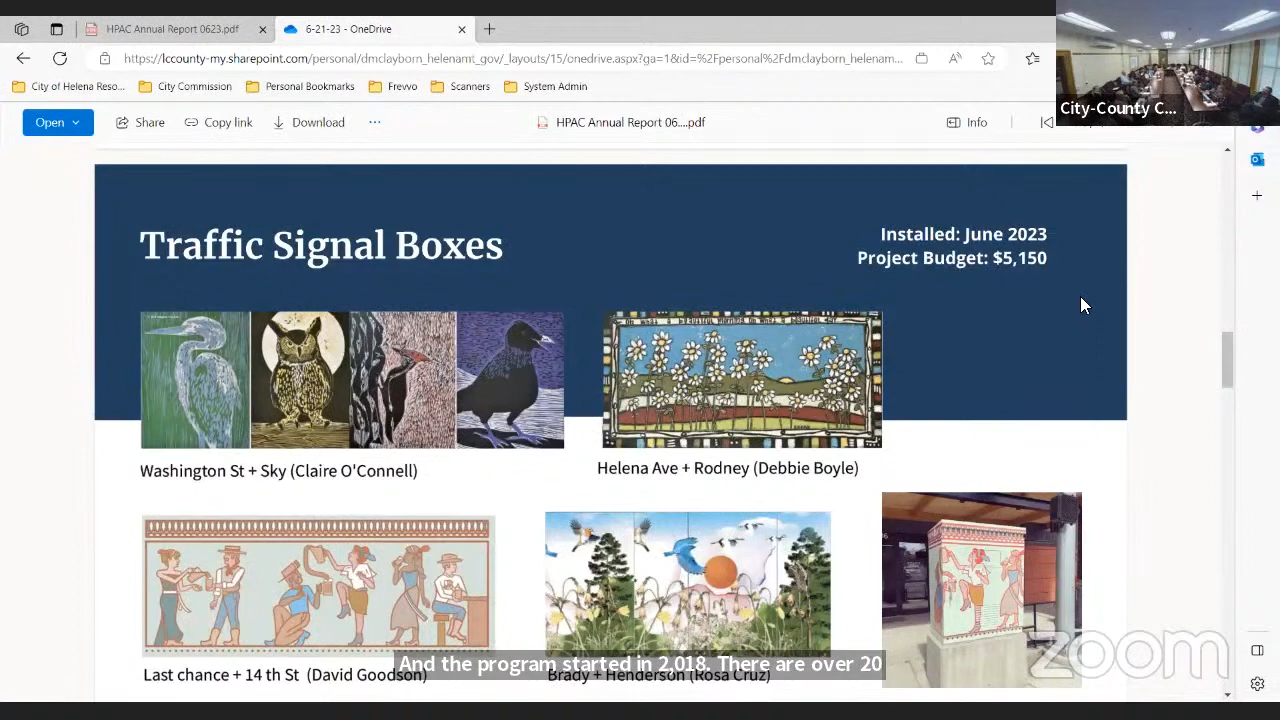 HPAC Annual Report 0623.pdf
6-21-23 - OneDrive
https://lccounty-my.sharepoint.com/personal/dmclayborn_helenamt_gov/_layouts/15/onedrive.aspx?ga=1&id=%2Fpersonal%2Fdmclayborn_helenam...
City of Helena Reso...
City Commission
Personal Bookmarks
Frevvo
Scanners
System Admin
City-County C...
Open
Share
Copy link
Download
HPAC Annual Report 06....pdf
Info
Traffic Signal Boxes
Installed: June 2023
Project Budget: $5,150
Washington St + Sky (Claire O'Connell)
Helena Ave + Rodney (Debbie Boyle)
And the program started in 2,018. There are over 20
Last chance + 14 th St (David Goodson)
Brady + Henderson (Rosa Cruz)
zoom